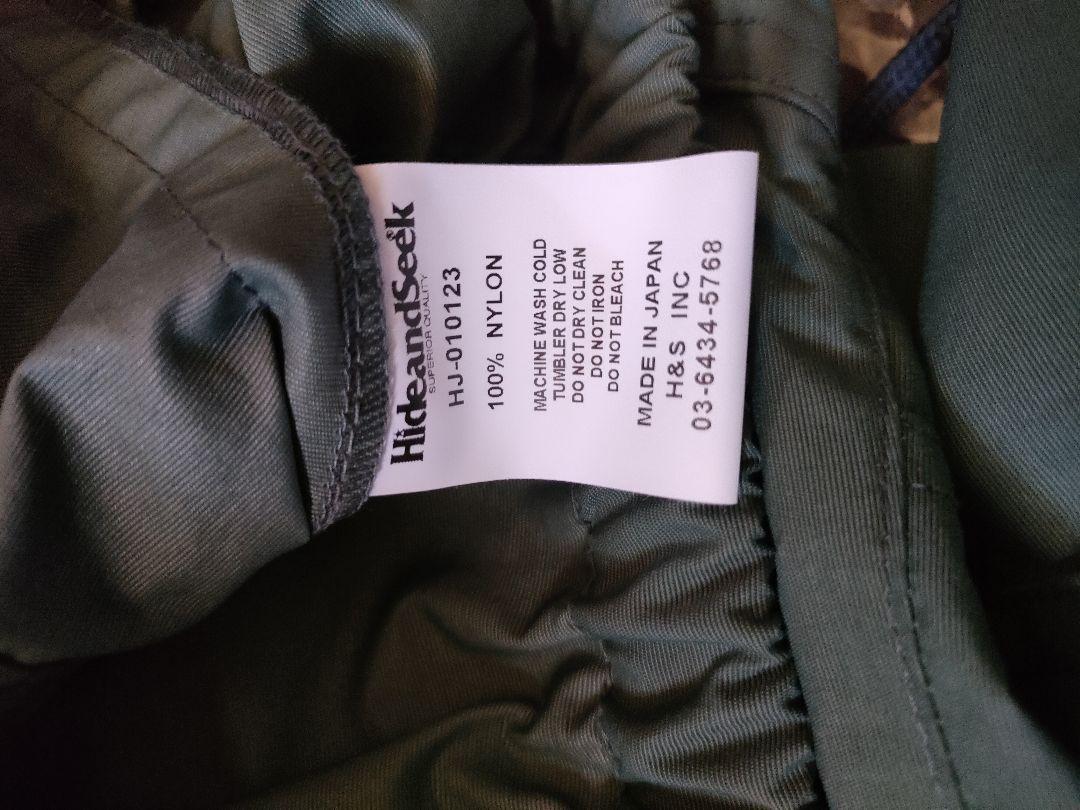 HideandSeek
SUPERIOR QUALITY
HJ-010123
100% NYLON
MACHINE WASH COLD
TUMBLER DRY LOW
DO NOT DRY CLEAN
DO NOT IRON
DO NOT BLEACH
MADE IN JAPAN
H&S INC
03-6434-5768